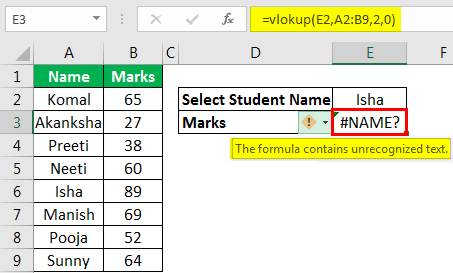 E3 =vlookup(E2,A2:B9,2,0)
A B C D E F
1 Name Marks
2 Komal 65 Select Student Name Isha
3 Akanksha 27 Marks #NAME?
4 Preeti 38 The formula contains unrecognized text.
5 Neeti 60
6 Isha 89
7 Manish 69
8 Pooja 52
9 Sunny 64